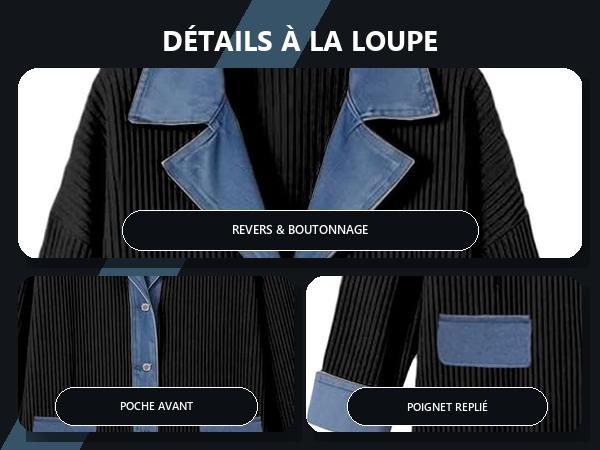 DÉTAILS À LA LOUPE
REVERS & BOUTONNAGE
POCHE AVANT
POIGNET REPLIÉ